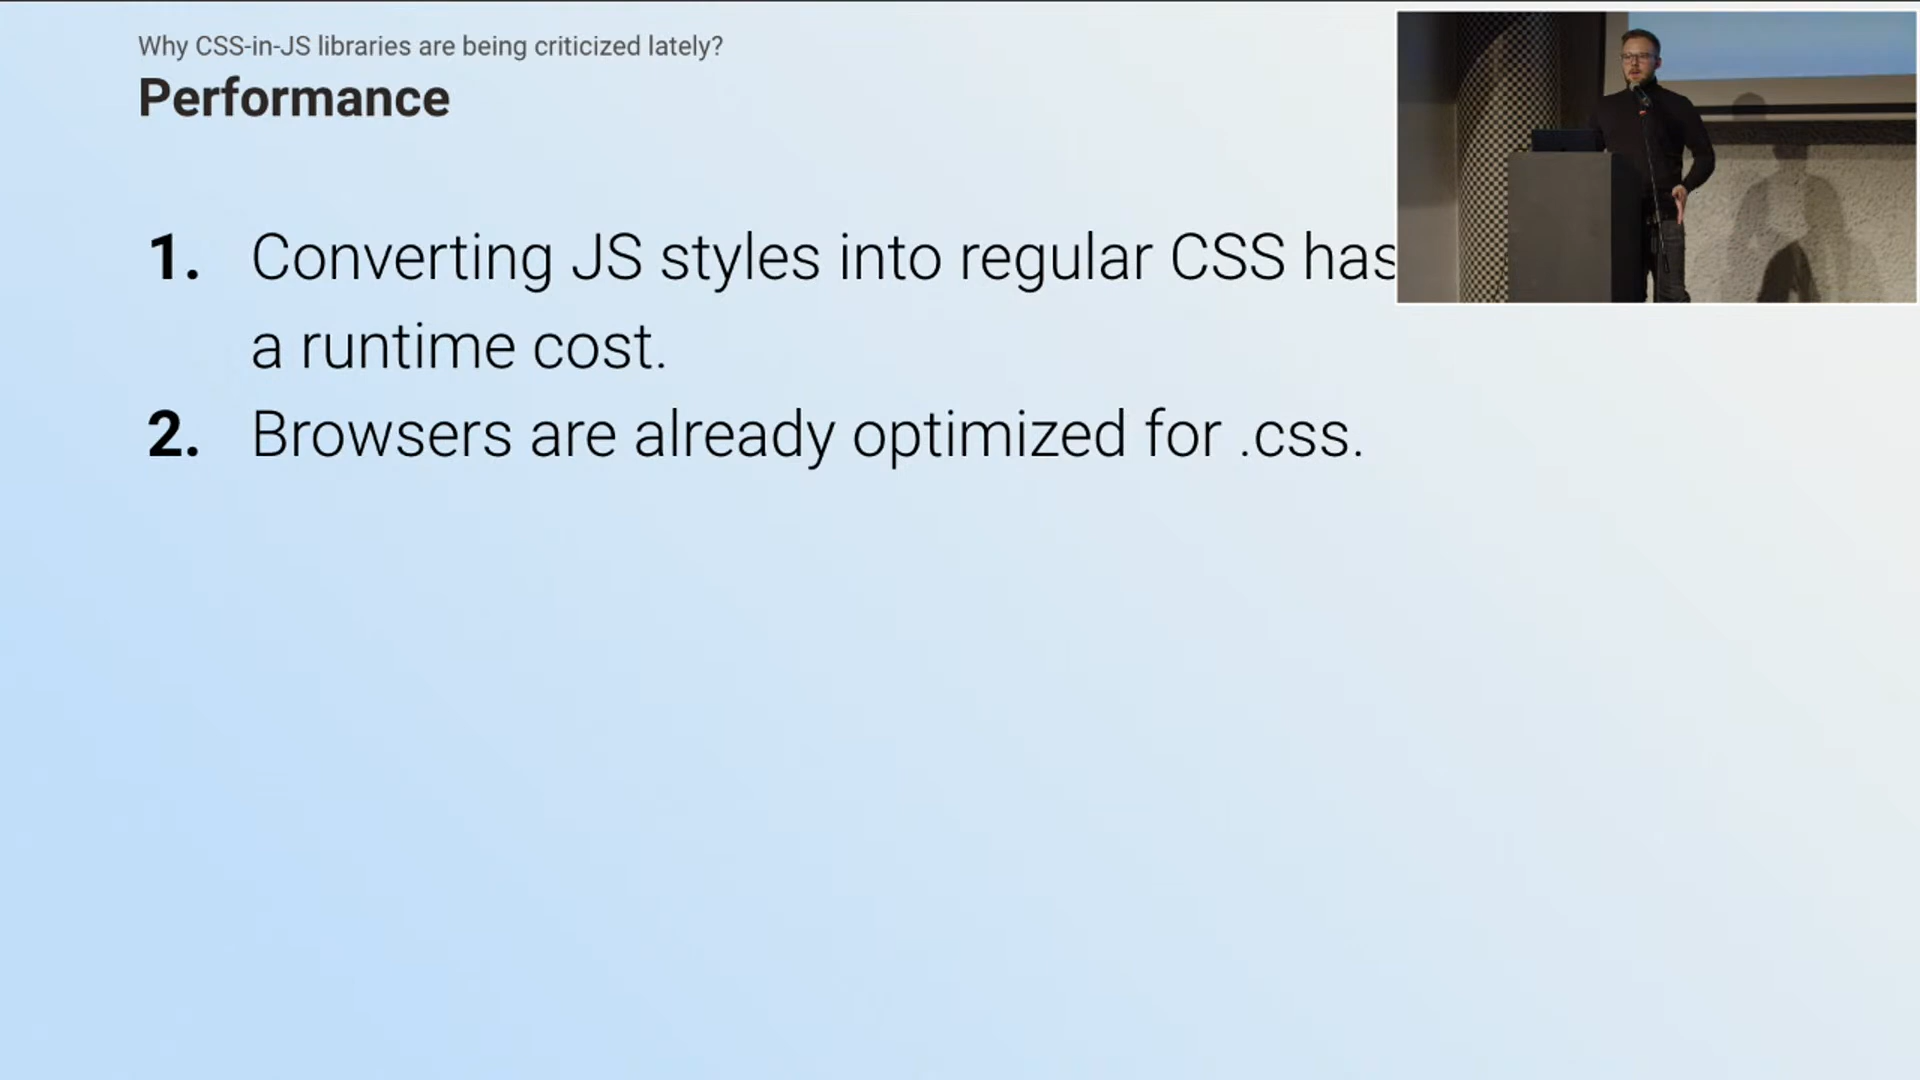 Why CSS-in-JS libraries are being criticized lately?
Performance
1. Converting JS styles into regular CSS has
a runtime cost.
2. Browsers are already optimized for .css.